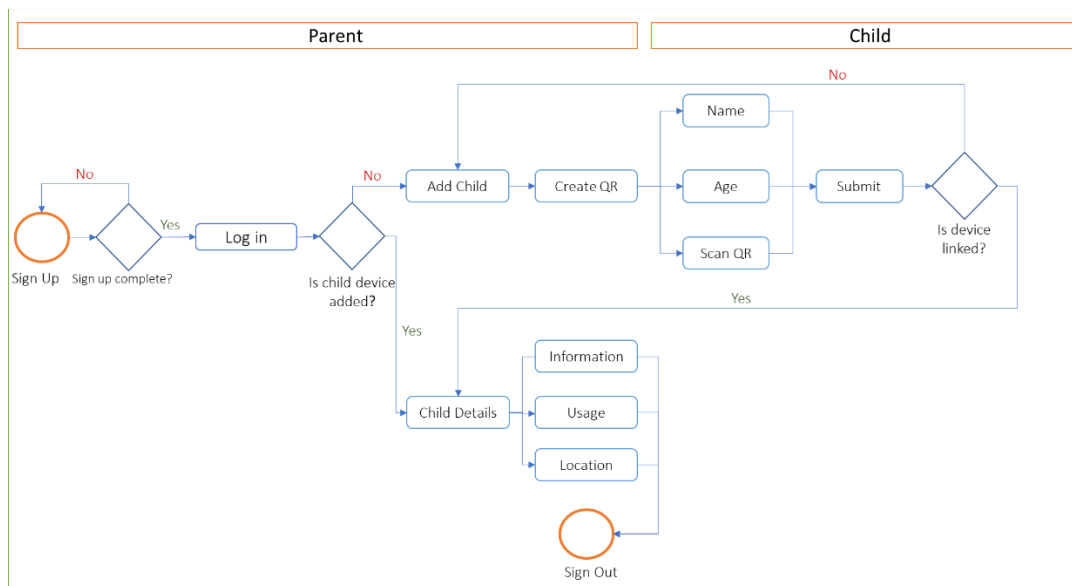 Parent
Child
No
Name
No
No
Add Child
Create QR
Age
Submit
Yes
Log in
Is device
linked?
Sign Up
Sign up complete?
Is child device
added?
Scan QR
Yes
Yes
Information
Child Details
Usage
Location
Sign Out